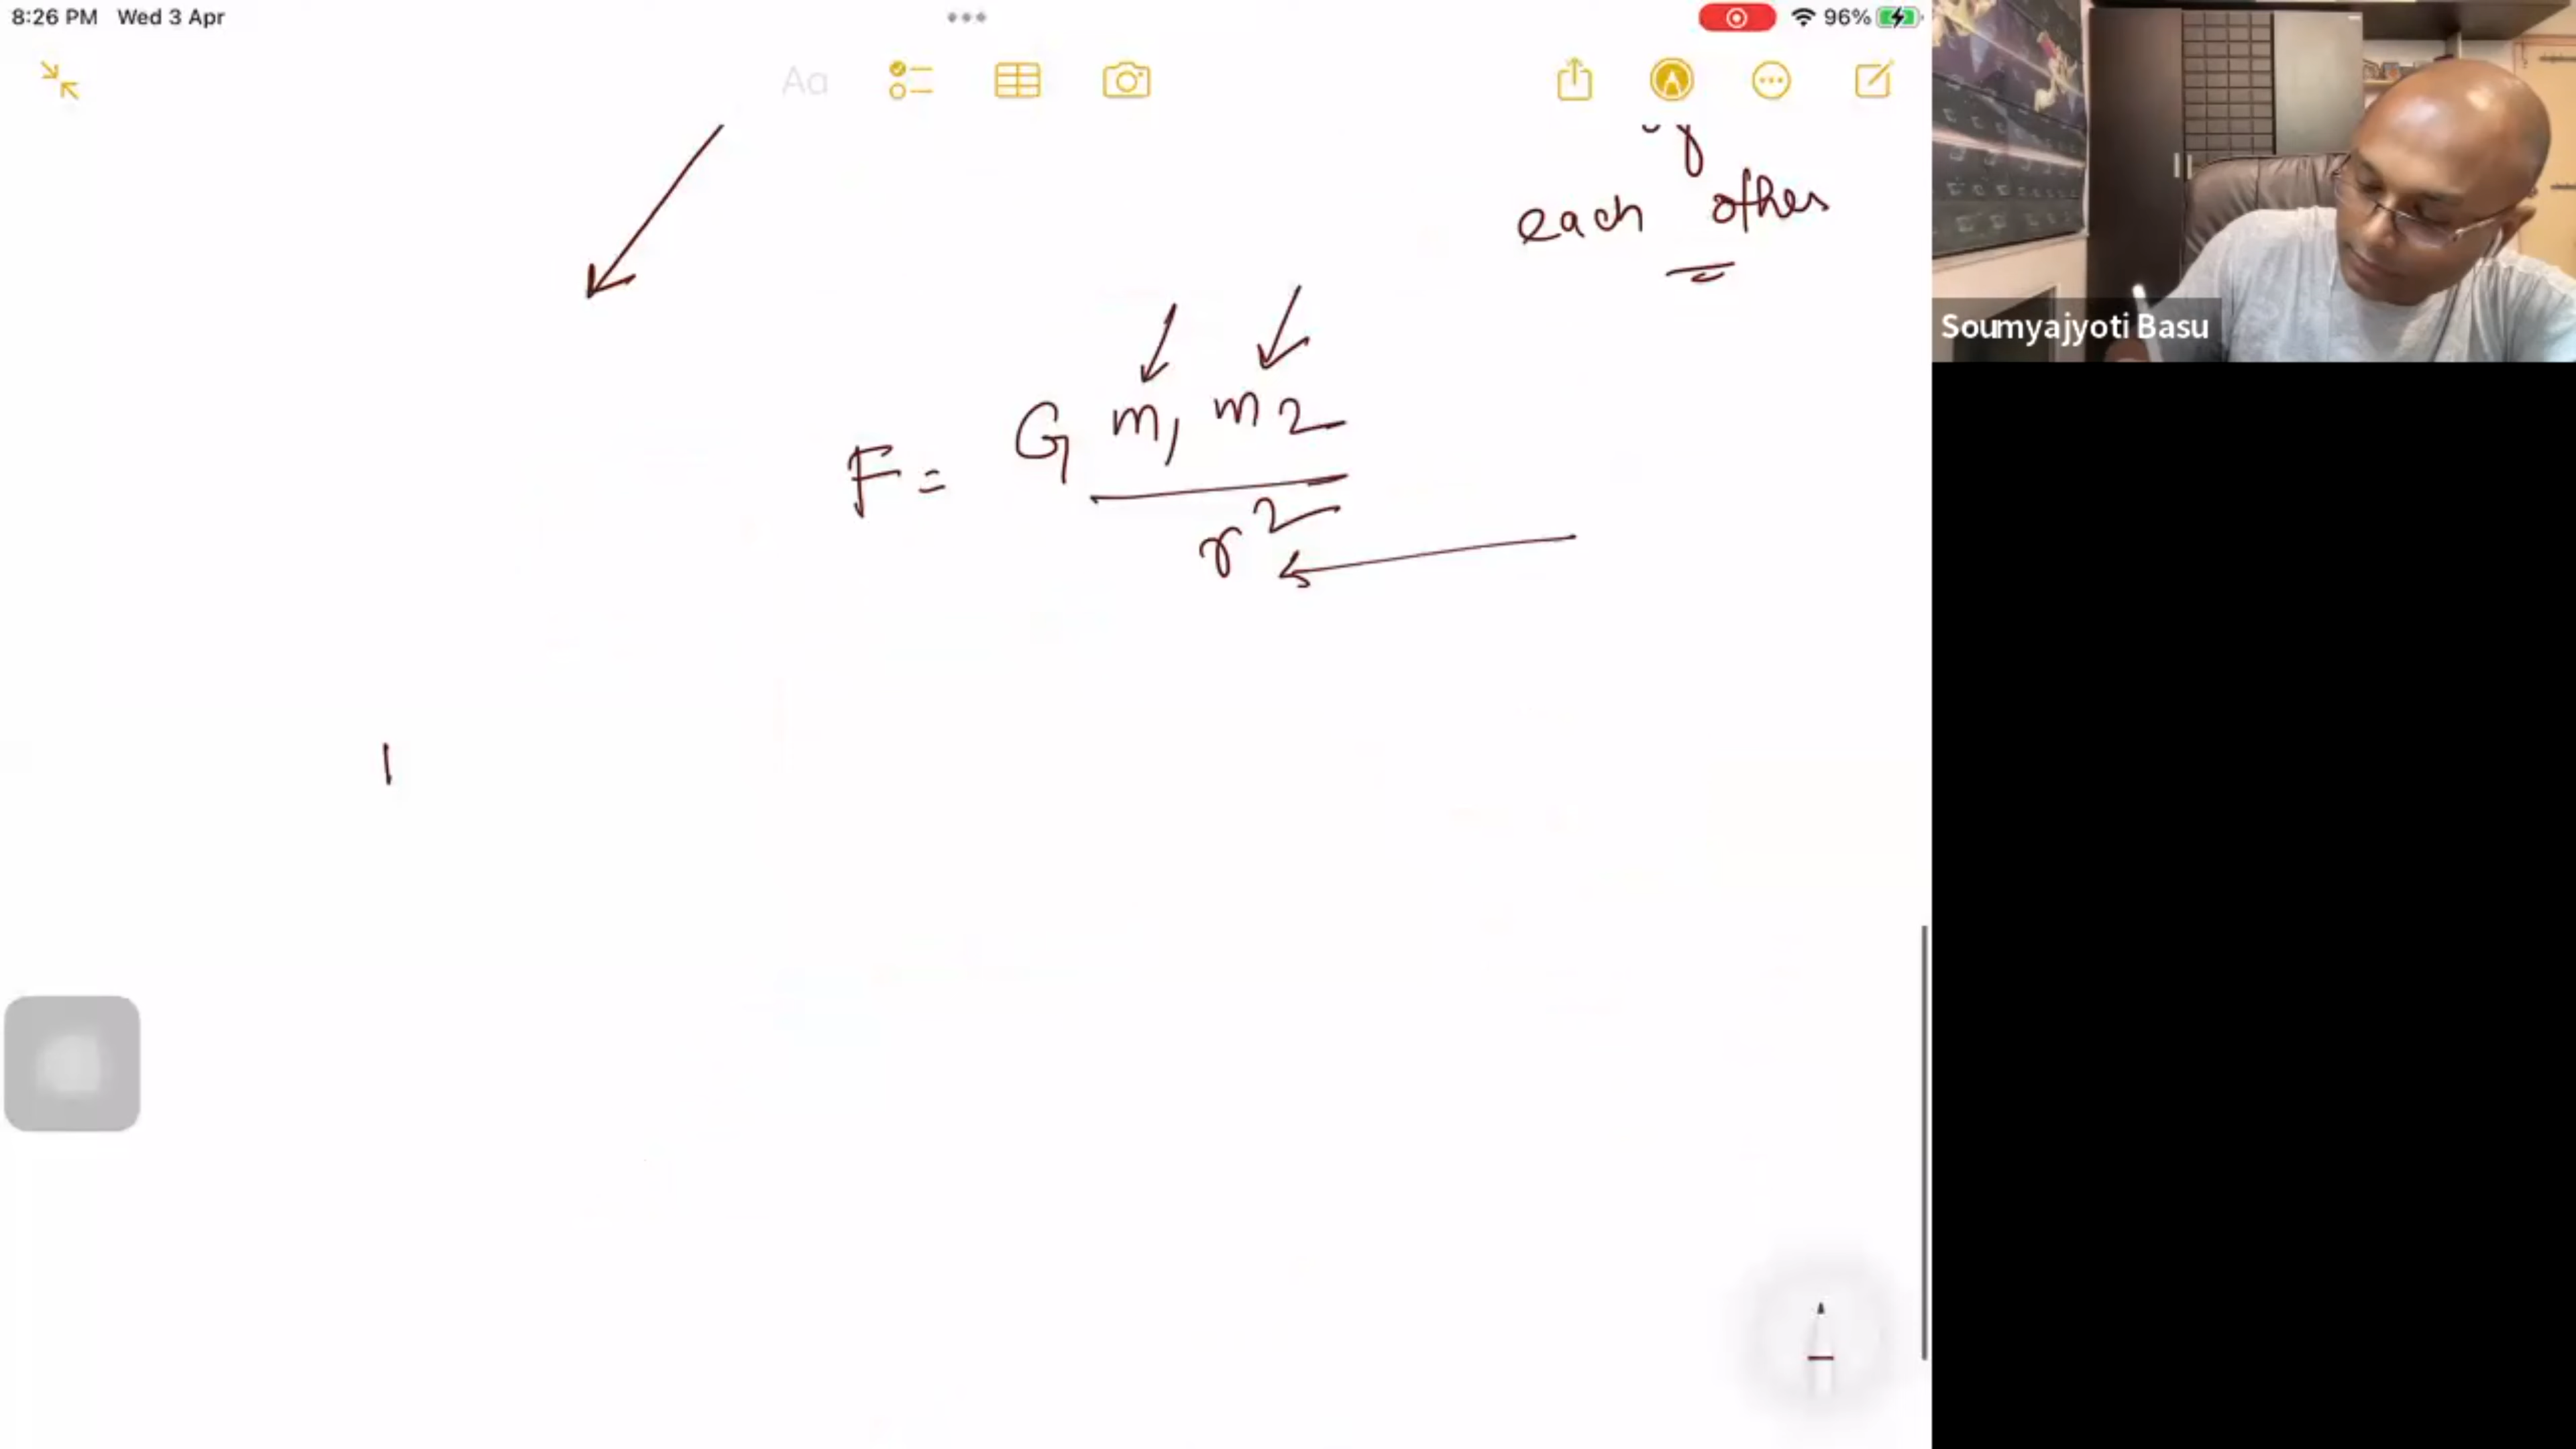 8:26 PM Wed 3 Apr
96%
Aa
each other
Soumyajyoti Basu
F = G m1 m2
r2